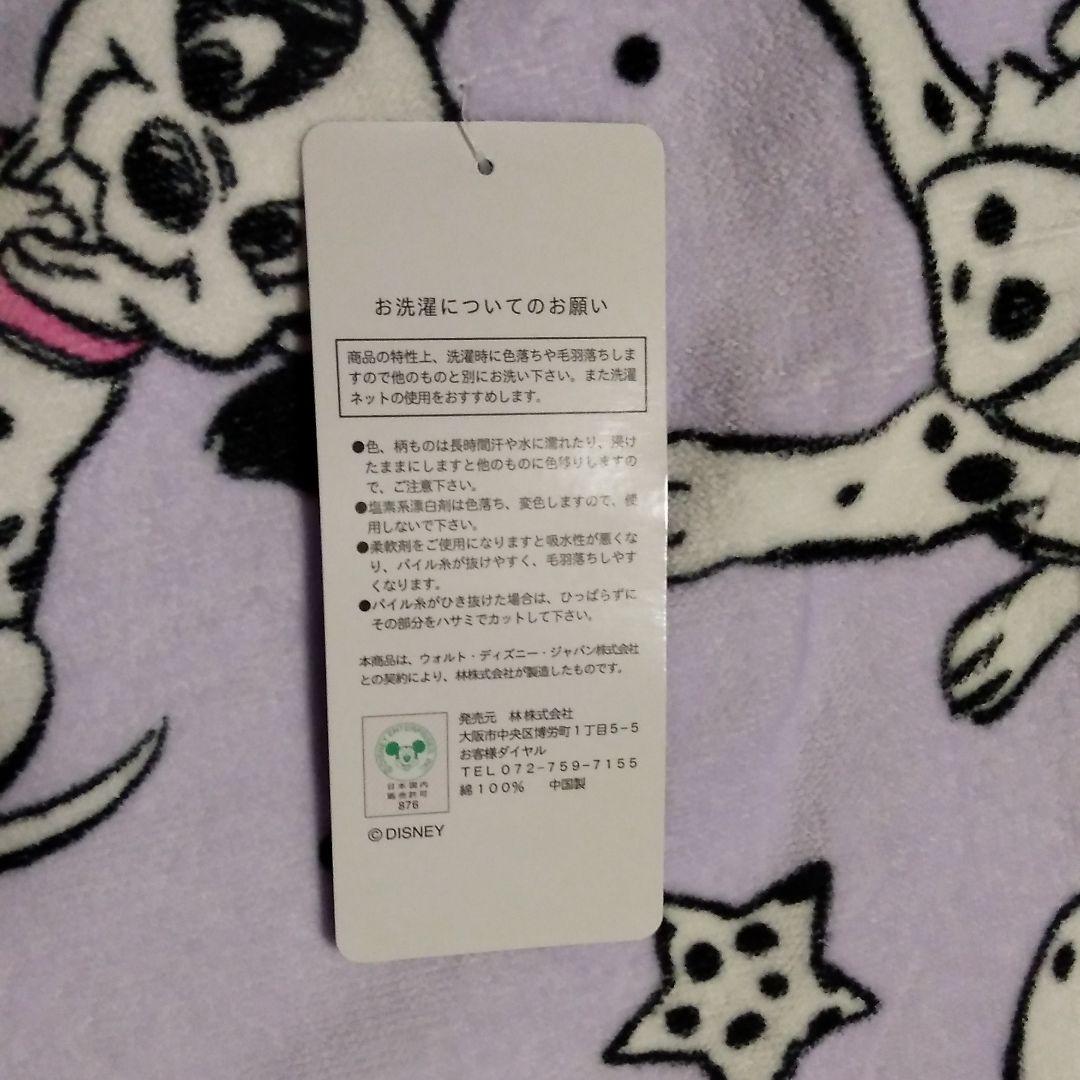 お洗濯についてのお願い
商品の特性上、洗濯時に色落ちや毛羽落ちしま
すので他のものと別にお洗い下さい。また洗濯
ネットの使用をおすすめします。
●色、柄ものは長時間汗や水に濡れたり、浸け
たままにしますと他のものに色移りしますの
で、ご注意下さい。
●塩素系漂白剤は色落ち、変色しますので、使
用しないで下さい。
●柔軟剤をご使用になりますと吸水性が悪くな
り、パイル糸が抜けやすく、毛羽落ちしやす
くなります。
●パイル糸がひき抜けた場合は、ひっぱらずに
その部分をハサミでカットして下さい。
本商品は、ウォルト・ディズニー・ジャパン株式会社
との契約により、林株式会社が製造したものです。
発売元　林株式会社
大阪市中央区博労町1丁目5-5
お客様ダイヤル
TEL072-759-7155
綿100%　中国製
日本国内
販売許可
876
©DISNEY